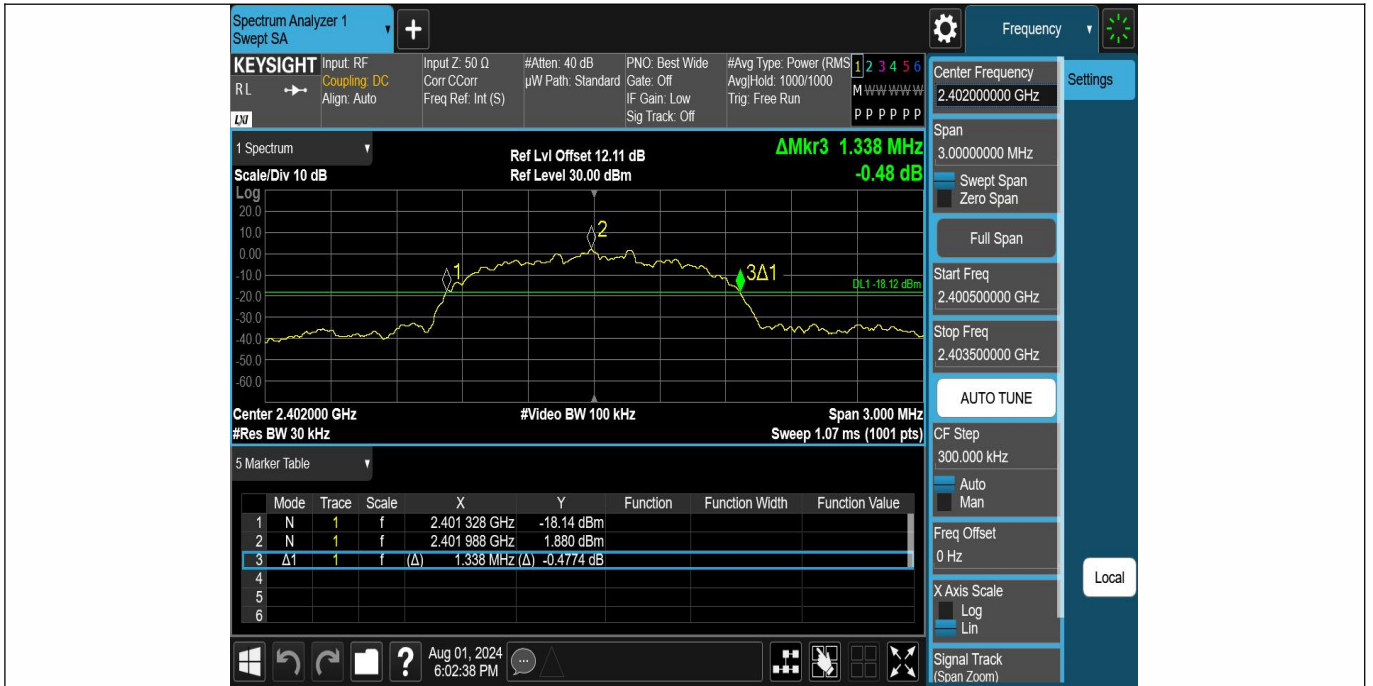 Spectrum Analyzer 1
Swept SA
+
Frequency
KEYSIGHT
RL
LXI
Input: RF
Coupling: DC
Align: Auto
Input Z: 50 Ω
Corr CCorr
Freq Ref: Int (S)
#Atten: 40 dB
µW Path: Standard
PNO: Best Wide
Gate: Off
IF Gain: Low
Sig Track: Off
#Avg Type: Power (RMS
Avg|Hold: 1000/1000
Trig: Free Run
1 2 3 4 5 6
M W W W W W
P P P P P P
1 Spectrum
Scale/Div 10 dB
Ref Lvl Offset 12.11 dB
Ref Level 30.00 dBm
ΔMkr3 1.338 MHz
-0.48 dB
Log
20.0
10.0
0.00
-10.0
-20.0
-30.0
-40.0
-50.0
-60.0
1
2
3Δ1
DL1 -18.12 dBm
Center 2.402000 GHz
#Video BW 100 kHz
Span 3.000 MHz
#Res BW 30 kHz
Sweep 1.07 ms (1001 pts)
5 Marker Table
Mode Trace Scale X Y Function Function Width Function Value
1 N 1 f 2.401 328 GHz -18.14 dBm
2 N 1 f 2.401 988 GHz 1.880 dBm
3 Δ1 1 f (Δ) 1.338 MHz (Δ) -0.4774 dB
4
5
6
?
Aug 01, 2024
6:02:38 PM
Center Frequency
2.402000000 GHz
Settings
Span
3.00000000 MHz
Swept Span
Zero Span
Full Span
Start Freq
2.400500000 GHz
Stop Freq
2.403500000 GHz
AUTO TUNE
CF Step
300.000 kHz
Auto
Man
Freq Offset
0 Hz
X Axis Scale
Log
Lin
Signal Track
(Span Zoom)
Local